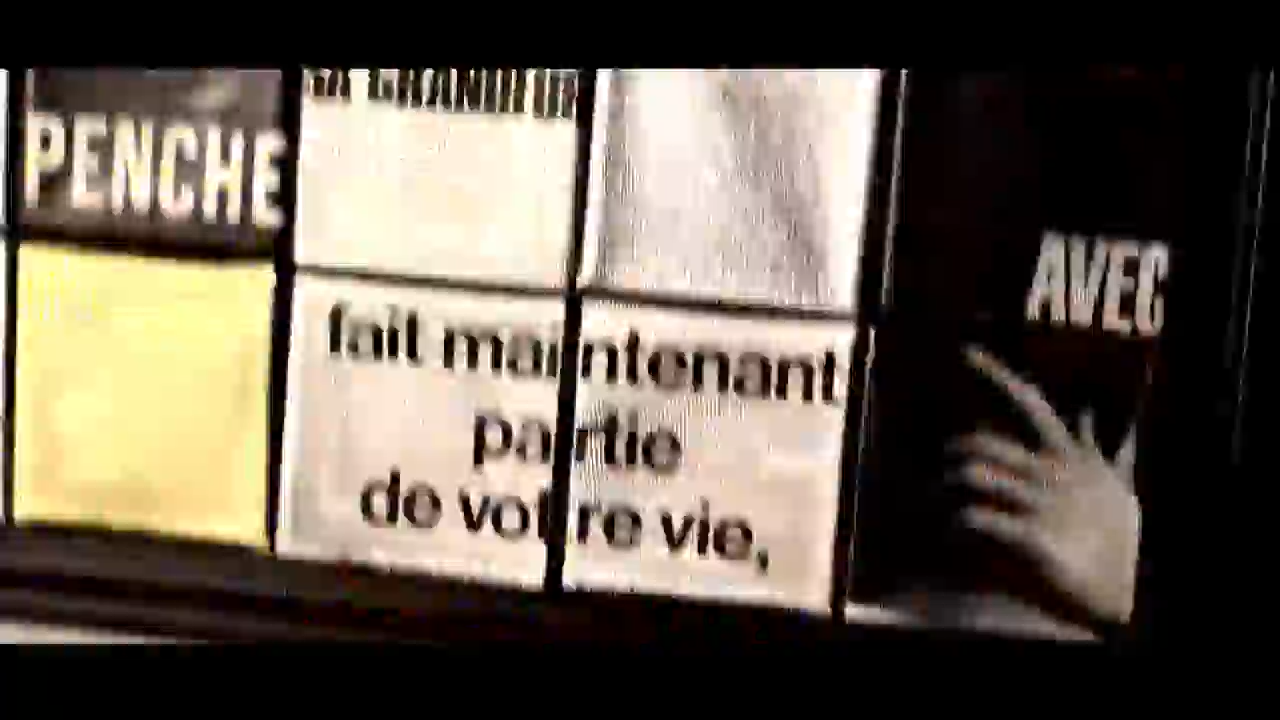 PENCHE
AVEC
fait maintenant
partie
de votre vie,